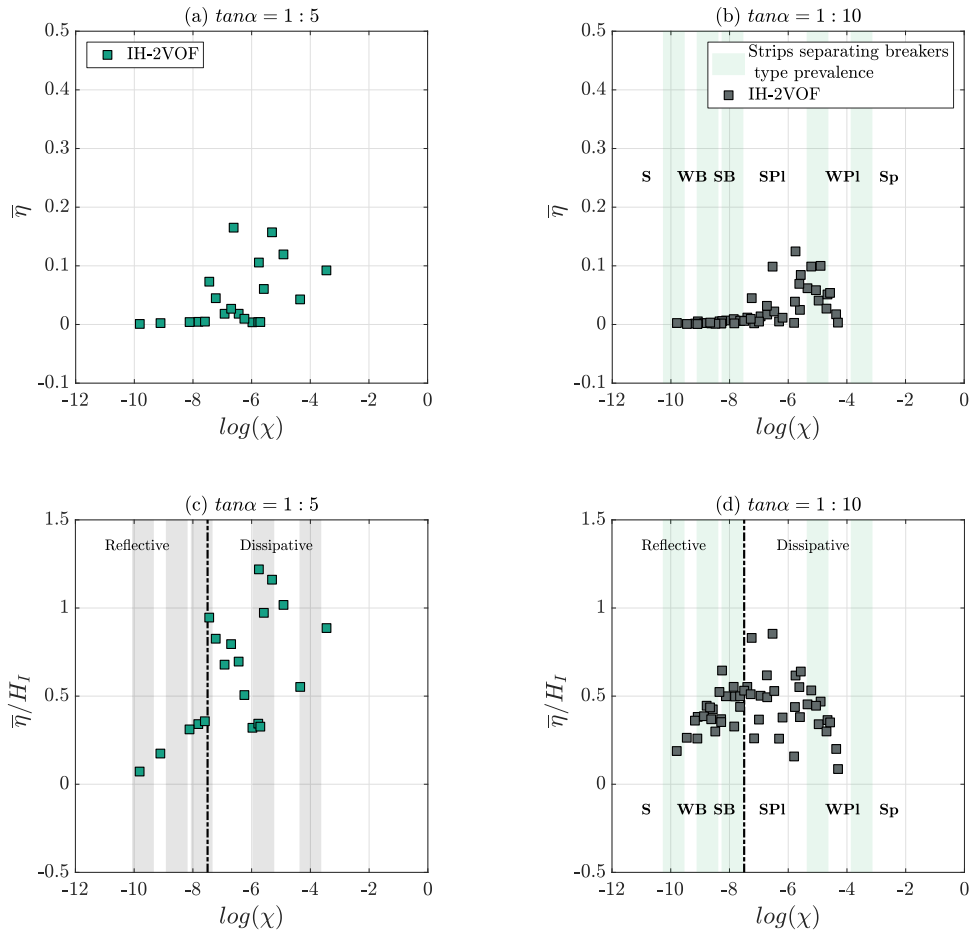 (a) tanα = 1 : 5
0.5
0.4
0.3
0.2
0.1
0
-0.1
η̅
IH-2VOF
-12 -10 -8 -6 -4 -2 0
log(χ)
(b) tanα = 1 : 10
0.5
0.4
0.3
0.2
0.1
0
-0.1
η̅
Strips separating breakers
type prevalence
IH-2VOF
S WB SB SPl WPl Sp
-12 -10 -8 -6 -4 -2 0
log(χ)
(c) tanα = 1 : 5
1.5
1
0.5
0
-0.5
η̅/H_I
Reflective Dissipative
-12 -10 -8 -6 -4 -2 0
log(χ)
(d) tanα = 1 : 10
1.5
1
0.5
0
-0.5
η̅/H_I
Reflective Dissipative
S WB SB SPl WPl Sp
-12 -10 -8 -6 -4 -2 0
log(χ)